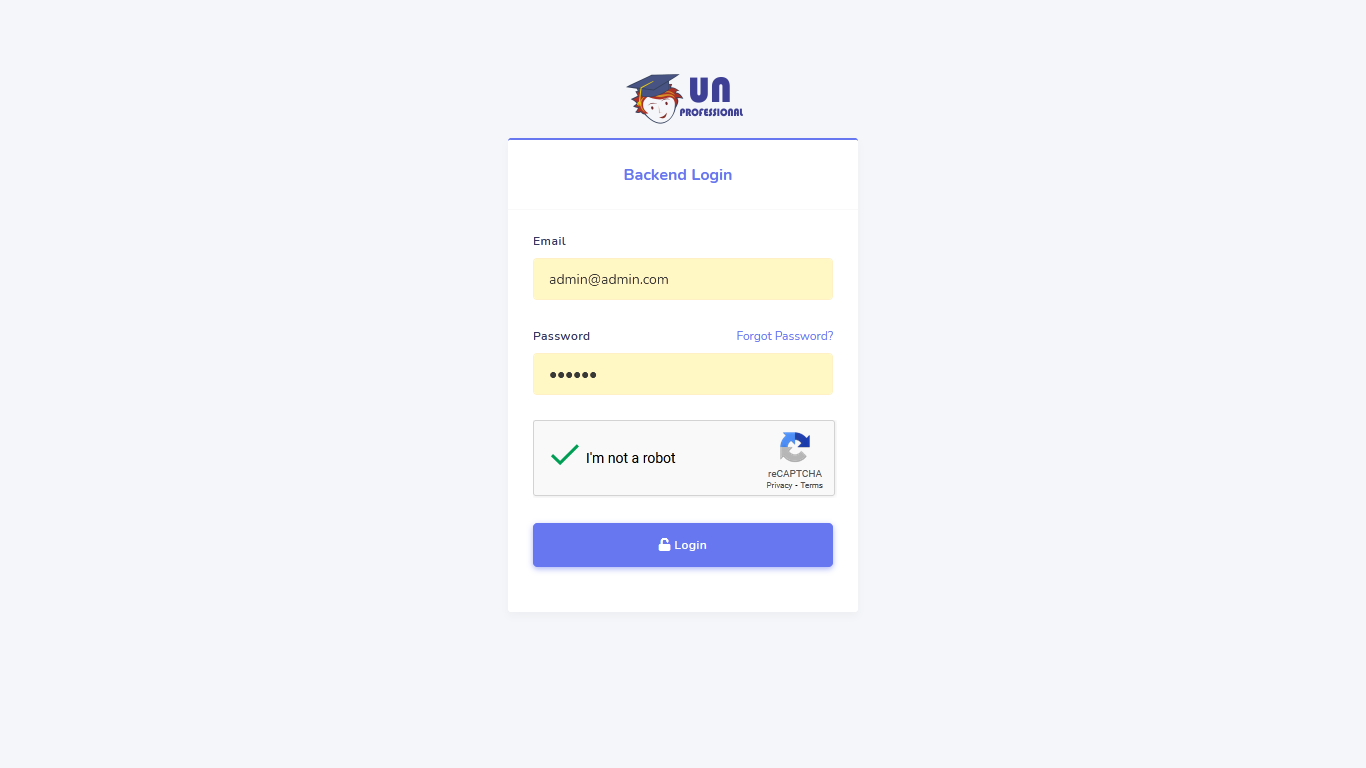 UN
PROFESSIONAL
Backend Login
Email
admin@admin.com
Password Forgot Password?
••••••
I'm not a robot
reCAPTCHA
Privacy - Terms
Login